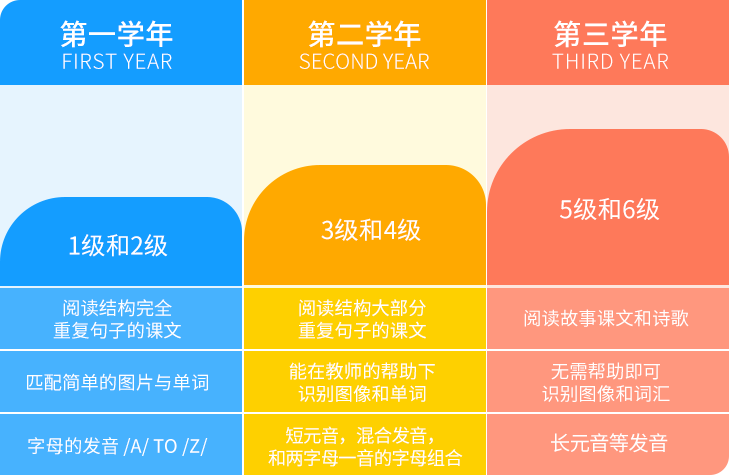 第一学年
FIRST YEAR
第二学年
SECOND YEAR
第三学年
THIRD YEAR
1级和2级
3级和4级
5级和6级
阅读结构完全
重复句子的课文
阅读结构大部分
重复句子的课文
阅读故事课文和诗歌
匹配简单的图片与单词
能在教师的帮助下
识别图像和单词
无需帮助即可
识别图像和词汇
字母的发音 /A/ TO /Z/
短元音，混合发音，
和两字母一音的字母组合
长元音等发音